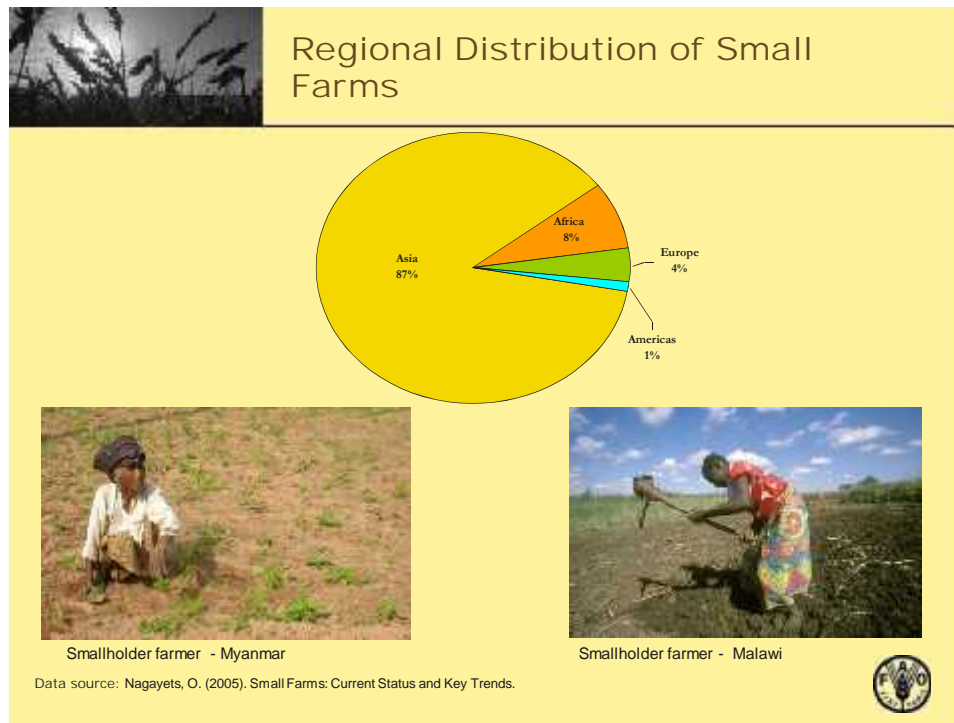 Regional Distribution of Small
Farms
Africa
8%
Asia
87%
Europe
4%
Americas
1%
Smallholder farmer - Myanmar
Smallholder farmer - Malawi
Data source: Nagayets, O. (2005). Small Farms: Current Status and Key Trends.
F A O